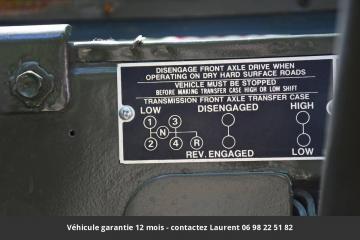 DISENGAGE FRONT AXLE DRIVE WHEN
OPERATING ON DRY HARD SURFACE ROADS
VEHICLE MUST BE STOPPED
BEFORE MAKING TRANSFER CASE HIGH OR LOW SHIFT
TRANSMISSION FRONT AXLE TRANSFER CASE
LOW DISENGAGED HIGH
1 3
N
2 4 R
REV. ENGAGED LOW
Véhicule garantie 12 mois - contactez Laurent 06 98 22 51 82